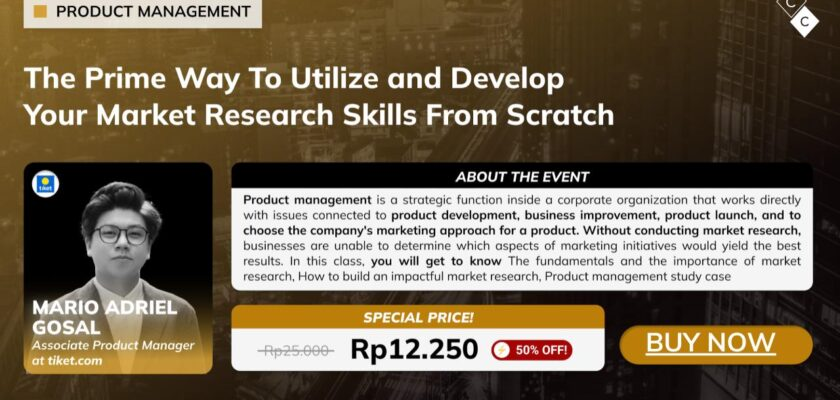 PRODUCT MANAGEMENT
C
C
The Prime Way To Utilize and Develop
Your Market Research Skills From Scratch
tiket
MARIO ADRIEL
GOSAL
Associate Product Manager
at tiket.com
ABOUT THE EVENT
Product management is a strategic function inside a corporate organization that works directly
with issues connected to product development, business improvement, product launch, and to
choose the company's marketing approach for a product. Without conducting market research,
businesses are unable to determine which aspects of marketing initiatives would yield the best
results. In this class, you will get to know The fundamentals and the importance of market
research, How to build an impactful market research, Product management study case
SPECIAL PRICE!
Rp25.000 Rp12.250 50% OFF!
BUY NOW